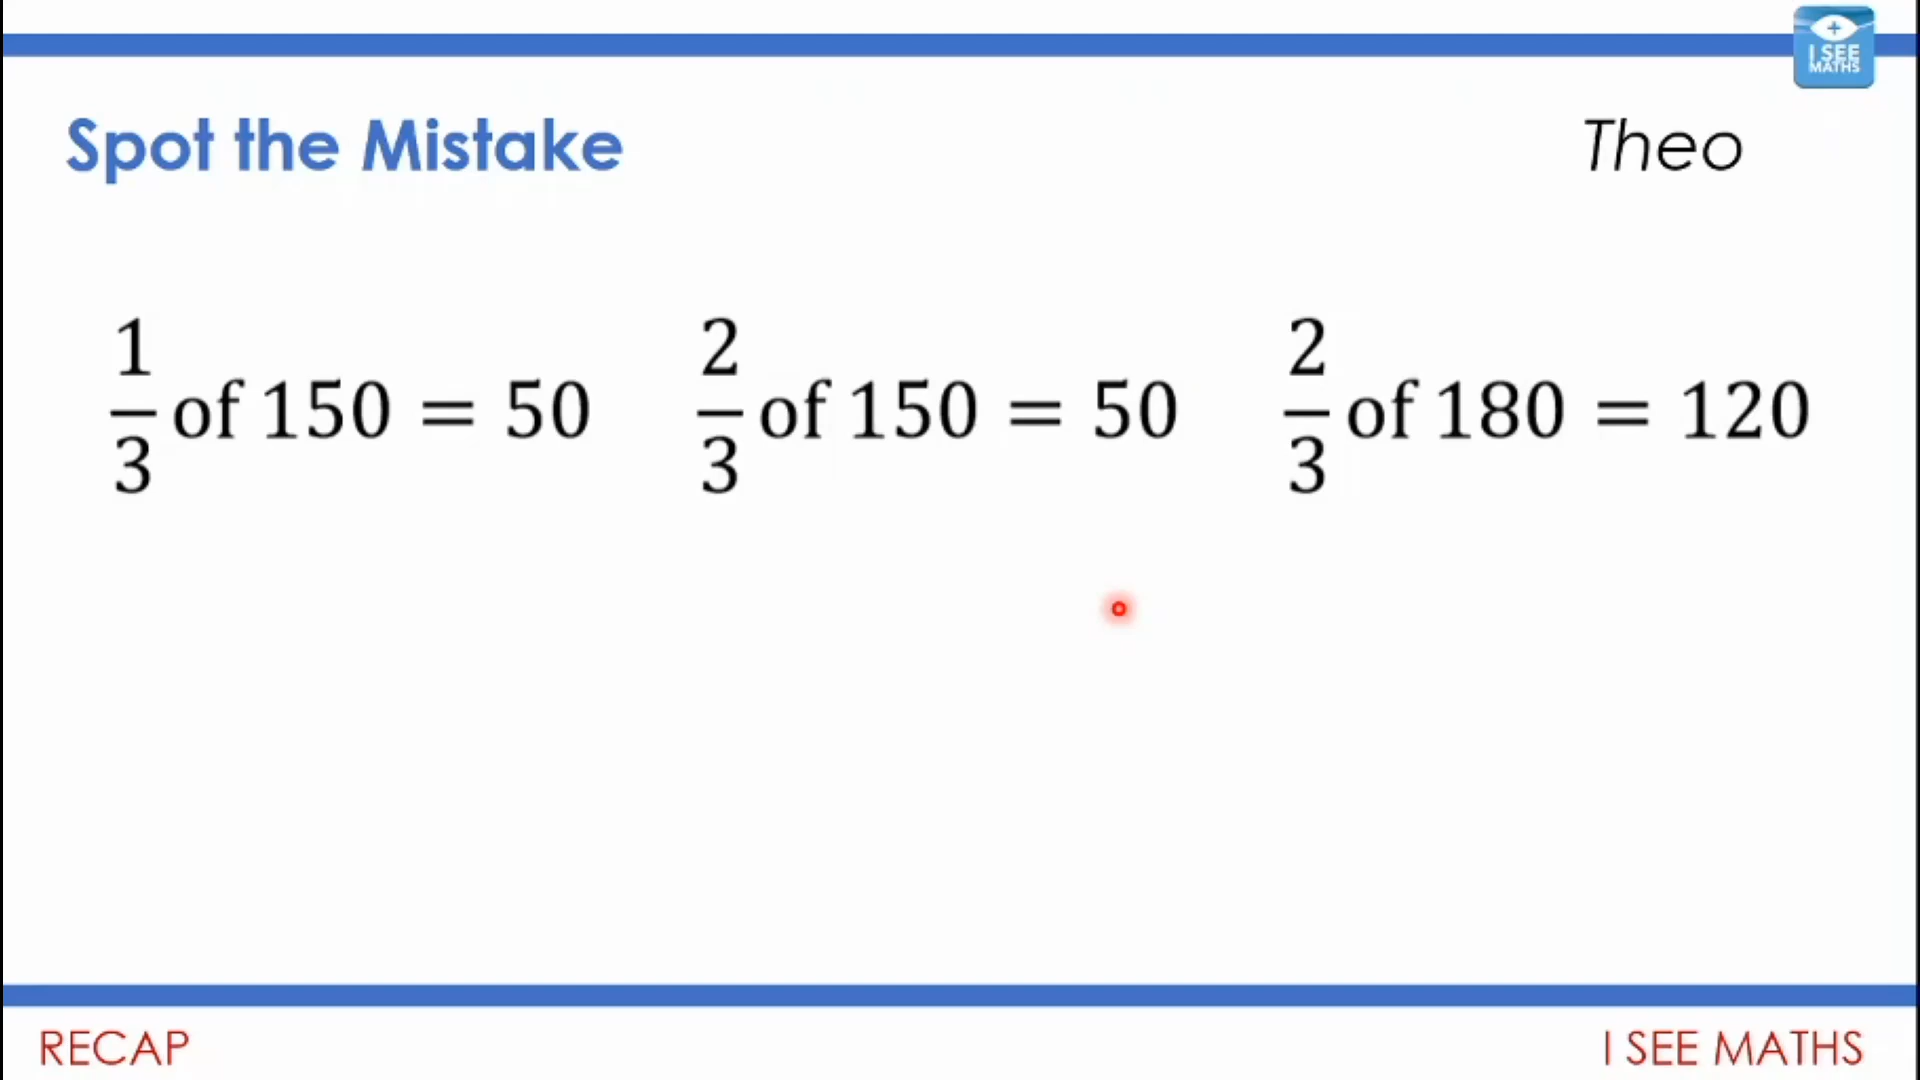 +
I SEE
MATHS
Spot the Mistake
Theo
1/3 of 150 = 50
2/3 of 150 = 50
2/3 of 180 = 120
RECAP
I SEE MATHS